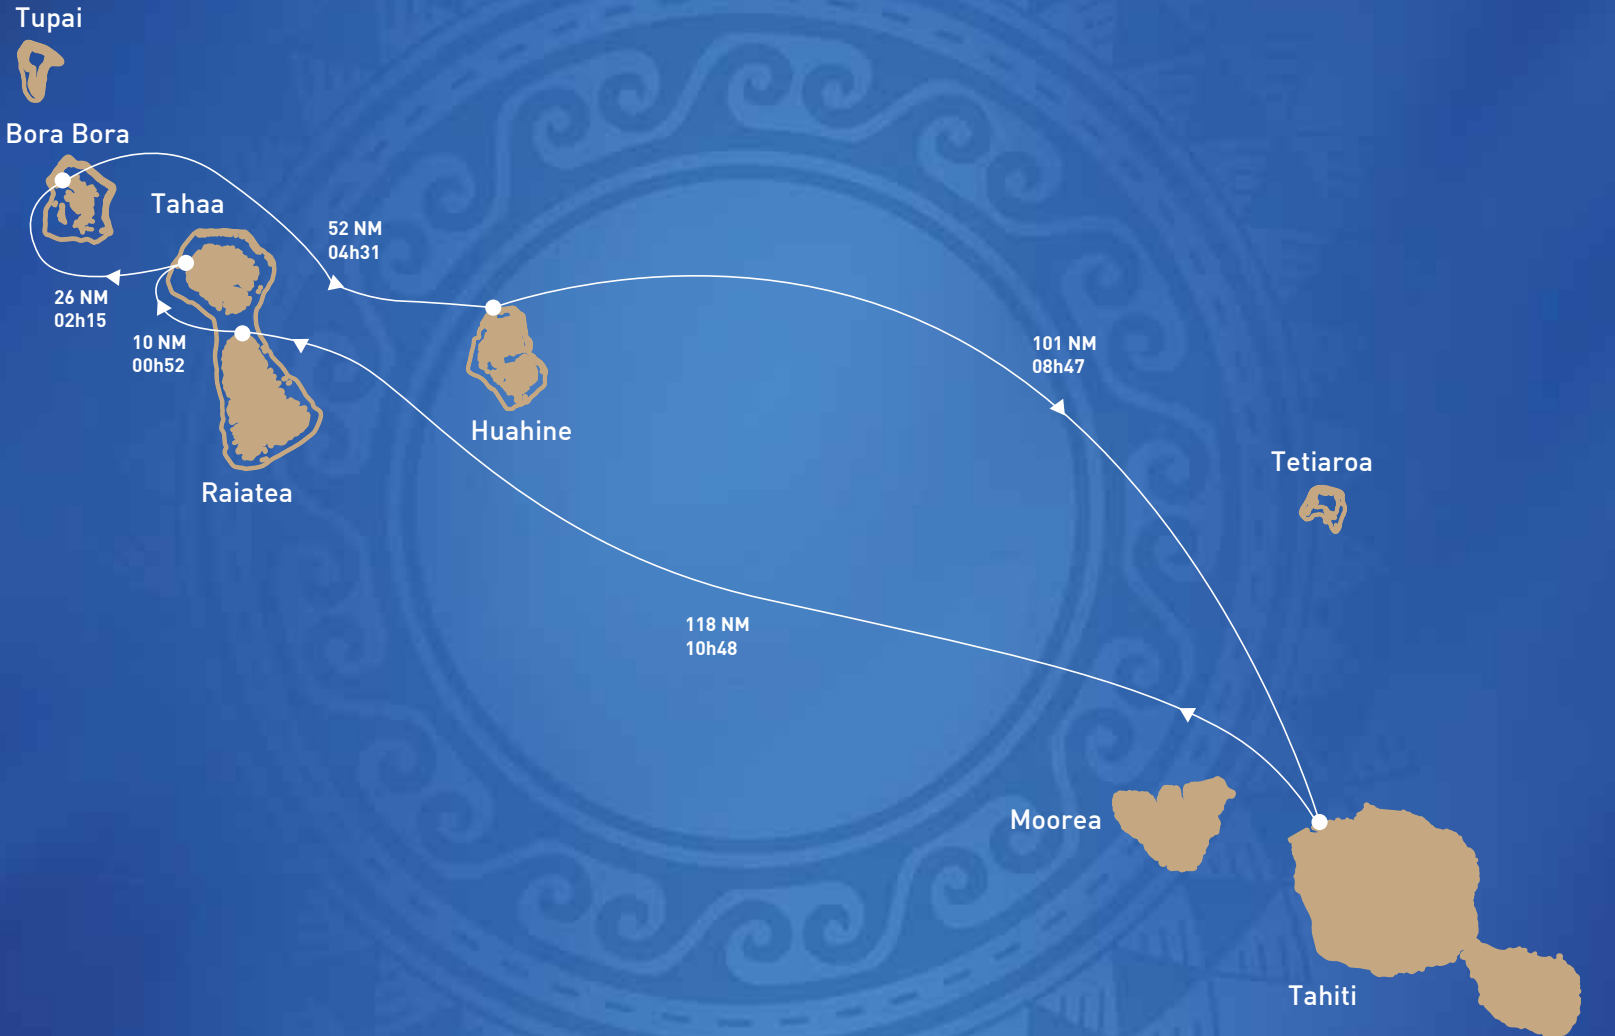 Tupai
Bora Bora
Tahaa
52 NM
04h31
26 NM
02h15
10 NM
00h52
101 NM
08h47
Huahine
Tetiaroa
Raiatea
118 NM
10h48
Moorea
Tahiti